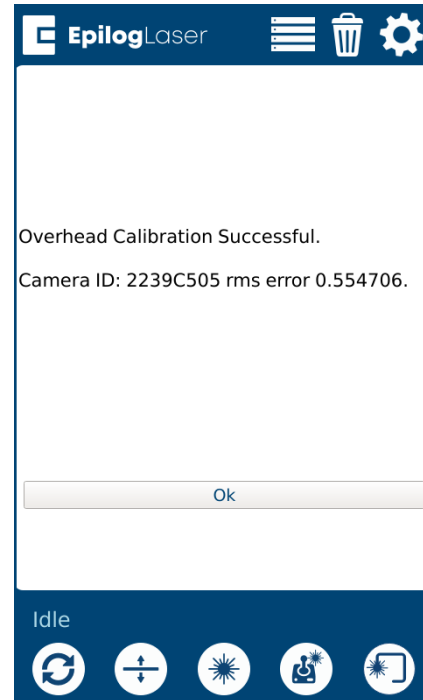 EpilogLaser
Overhead Calibration Successful.
Camera ID: 2239C505 rms error 0.554706.
Ok
Idle